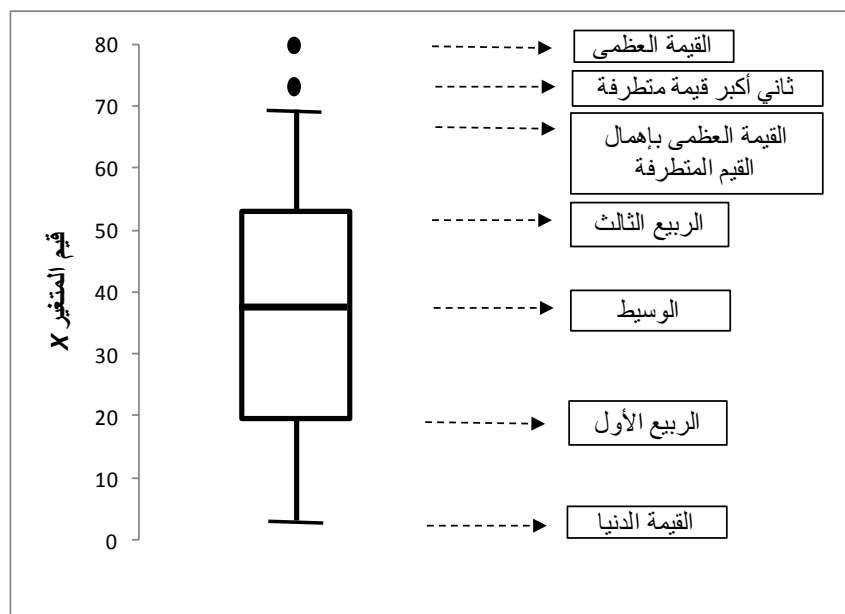 80
70
60
50
40
30
20
10
0
قيم المتغير X
القيمة العظمى
ثاني أكبر قيمة متطرفة
القيمة العظمى بإهمال
القيم المتطرفة
الربيع الثالث
الوسيط
الربيع الأول
القيمة الدنيا